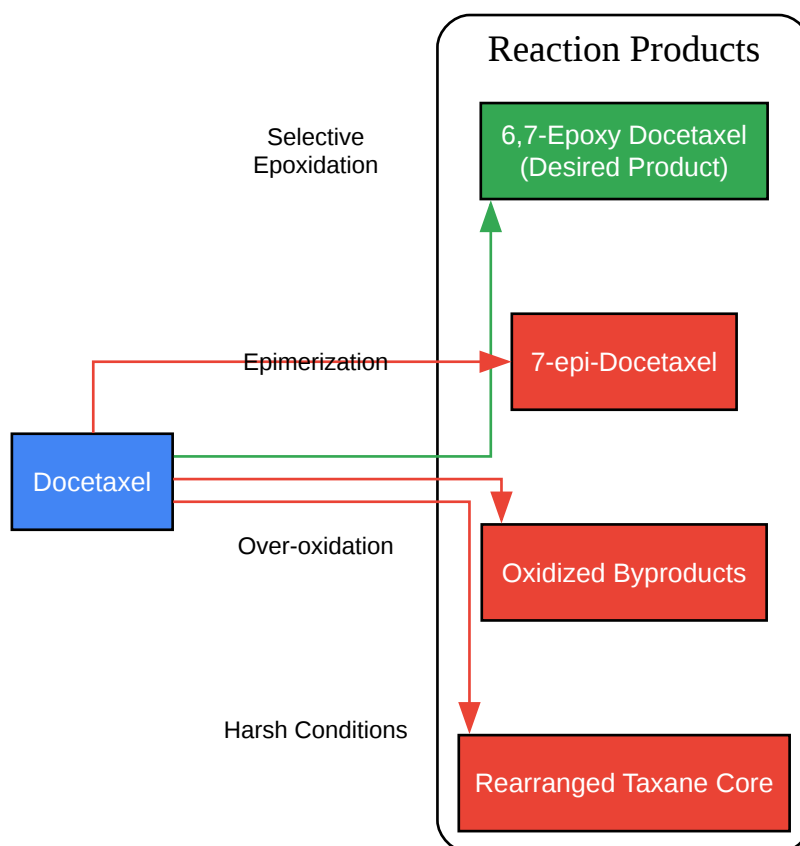 Reaction Products
Selective
Epoxidation
6,7-Epoxy Docetaxel
(Desired Product)
Epimerization
7-epi-Docetaxel
Docetaxel
Over-oxidation
Oxidized Byproducts
Harsh Conditions
Rearranged Taxane Core